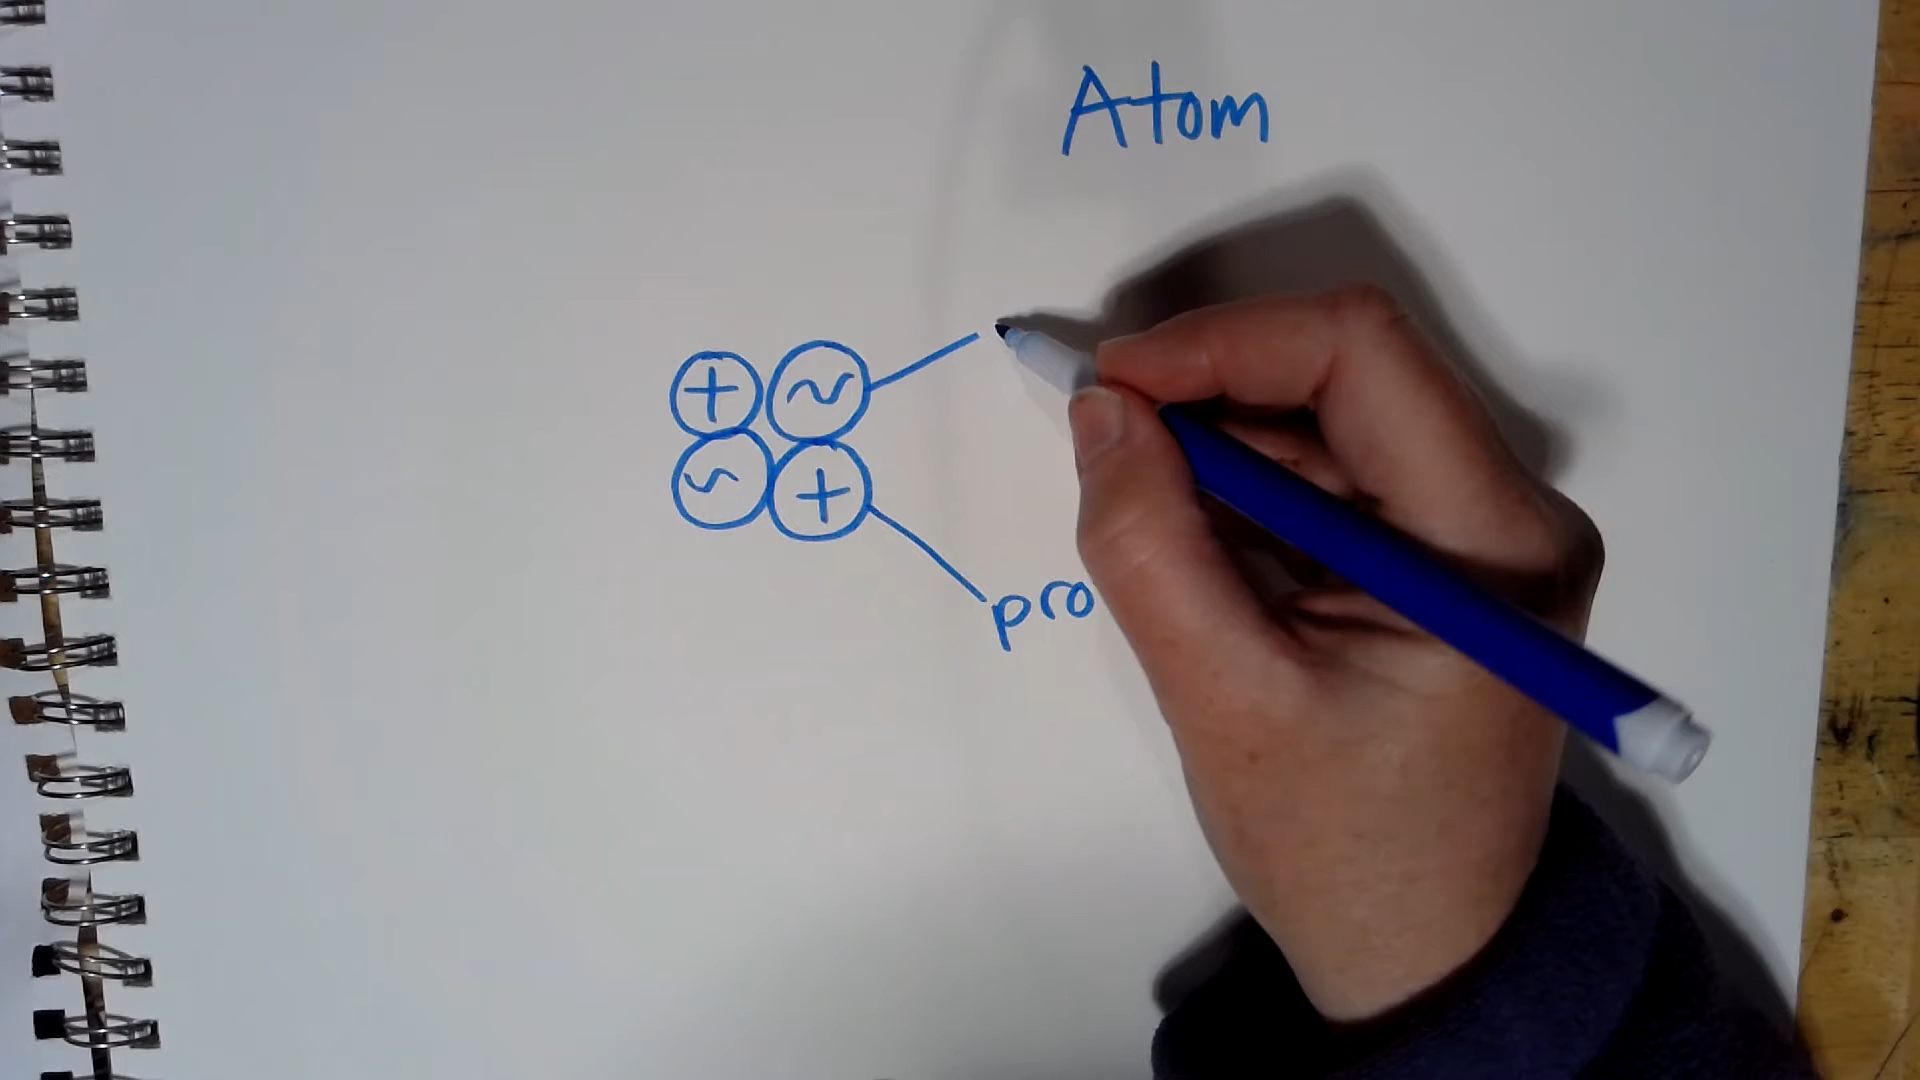 Atom
+ ~
~ +
pro